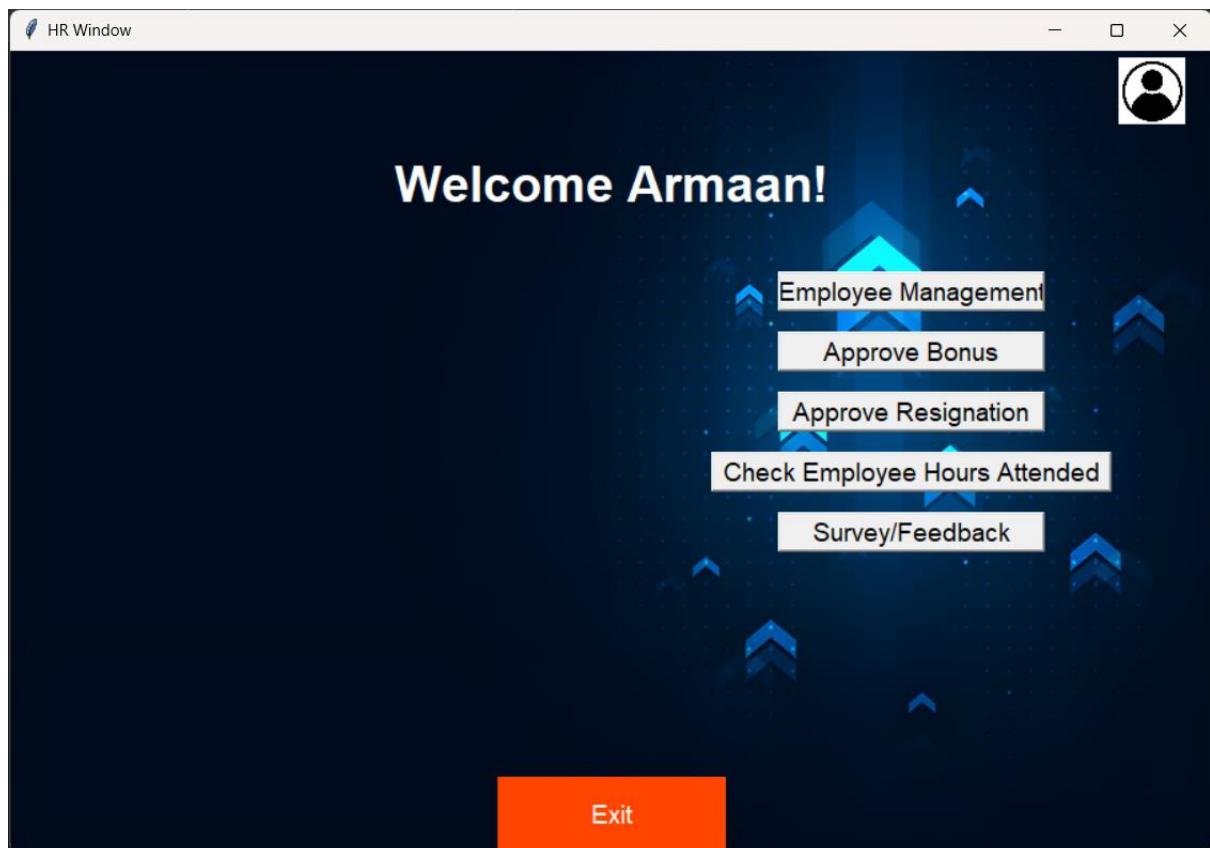 HR Window
Welcome Armaan!
Employee Management
Approve Bonus
Approve Resignation
Check Employee Hours Attended
Survey/Feedback
Exit